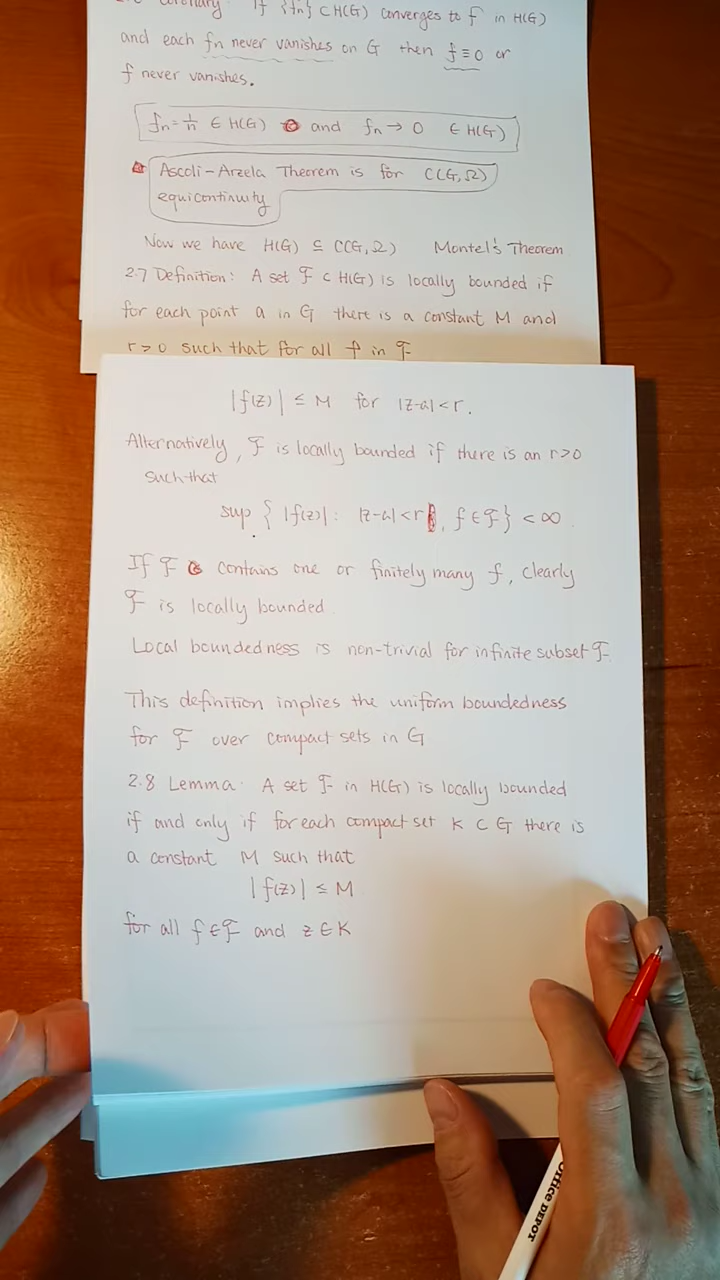 Corollary. If {fn} ⊂ H(G) converges to f in H(G)
and each fn never vanishes on G then f ≡ 0 or
f never vanishes.
fn = 1/n ∈ H(G) and fn → 0 ∈ H(G)
Ascoli-Arzela Theorem is for C(G,Ω)
equicontinuity
Now we have H(G) ⊆ C(G,Ω) Montel's Theorem
2.7 Definition: A set F ⊂ H(G) is locally bounded if
for each point a in G there is a constant M and
r>0 such that for all f in F
|f(z)| ≤ M for |z-a|<r.
Alternatively, F is locally bounded if there is an r>0
such that
sup { |f(z)| : |z-a|<r, f∈F } < ∞
If F contains one or finitely many f, clearly
F is locally bounded
Local boundedness is non-trivial for infinite subset F.
This definition implies the uniform boundedness
for F over compact sets in G
2.8 Lemma. A set F in H(G) is locally bounded
if and only if for each compact set K ⊂ G there is
a constant M such that
|f(z)| ≤ M
for all f∈F and z∈K
OFFICE DEPOT